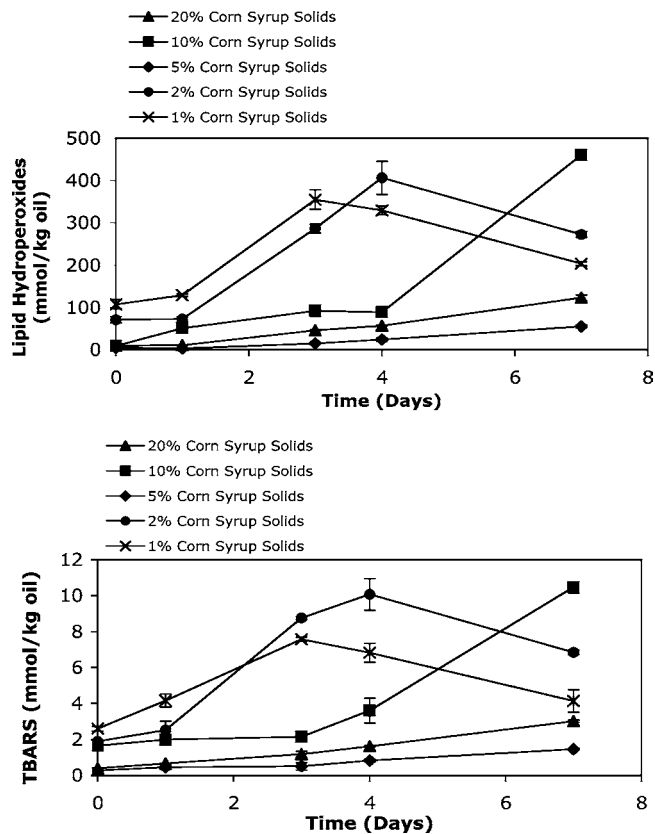 20% Corn Syrup Solids
10% Corn Syrup Solids
5% Corn Syrup Solids
2% Corn Syrup Solids
1% Corn Syrup Solids
500
400
300
200
100
0
Lipid Hydroperoxides
(mmol/kg oil)
0 2 4 6 8
Time (Days)
20% Corn Syrup Solids
10% Corn Syrup Solids
5% Corn Syrup Solids
2% Corn Syrup Solids
1% Corn Syrup Solids
12
10
8
6
4
2
0
TBARS (mmol/kg oil)
0 2 4 6 8
Time (Days)